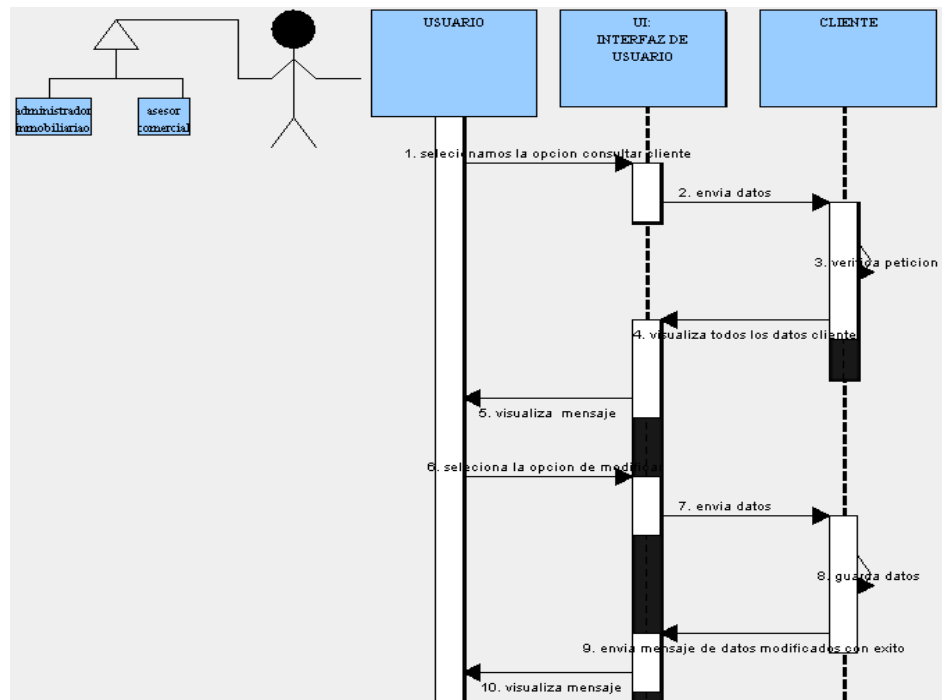 USUARIO
UI:
INTERFAZ DE
USUARIO
CLIENTE
administrador
inmobiliariao
asesor
comercial
1. selecionamos la opcion consultar cliente
2. envia datos
3. verifica peticion
4. visualiza todos los datos cliente
5. visualiza mensaje
6. seleciona la opcion de modificar
7. envia datos
8. guarda datos
9. envia mensaje de datos modificados con exito
10. visualiza mensaje